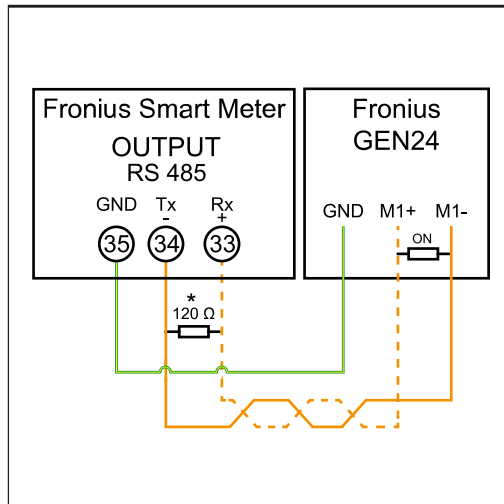 Fronius Smart Meter
OUTPUT
RS 485
GND Tx Rx
- +
35 34 33
*
120 Ω
Fronius
GEN24
GND M1+ M1-
ON